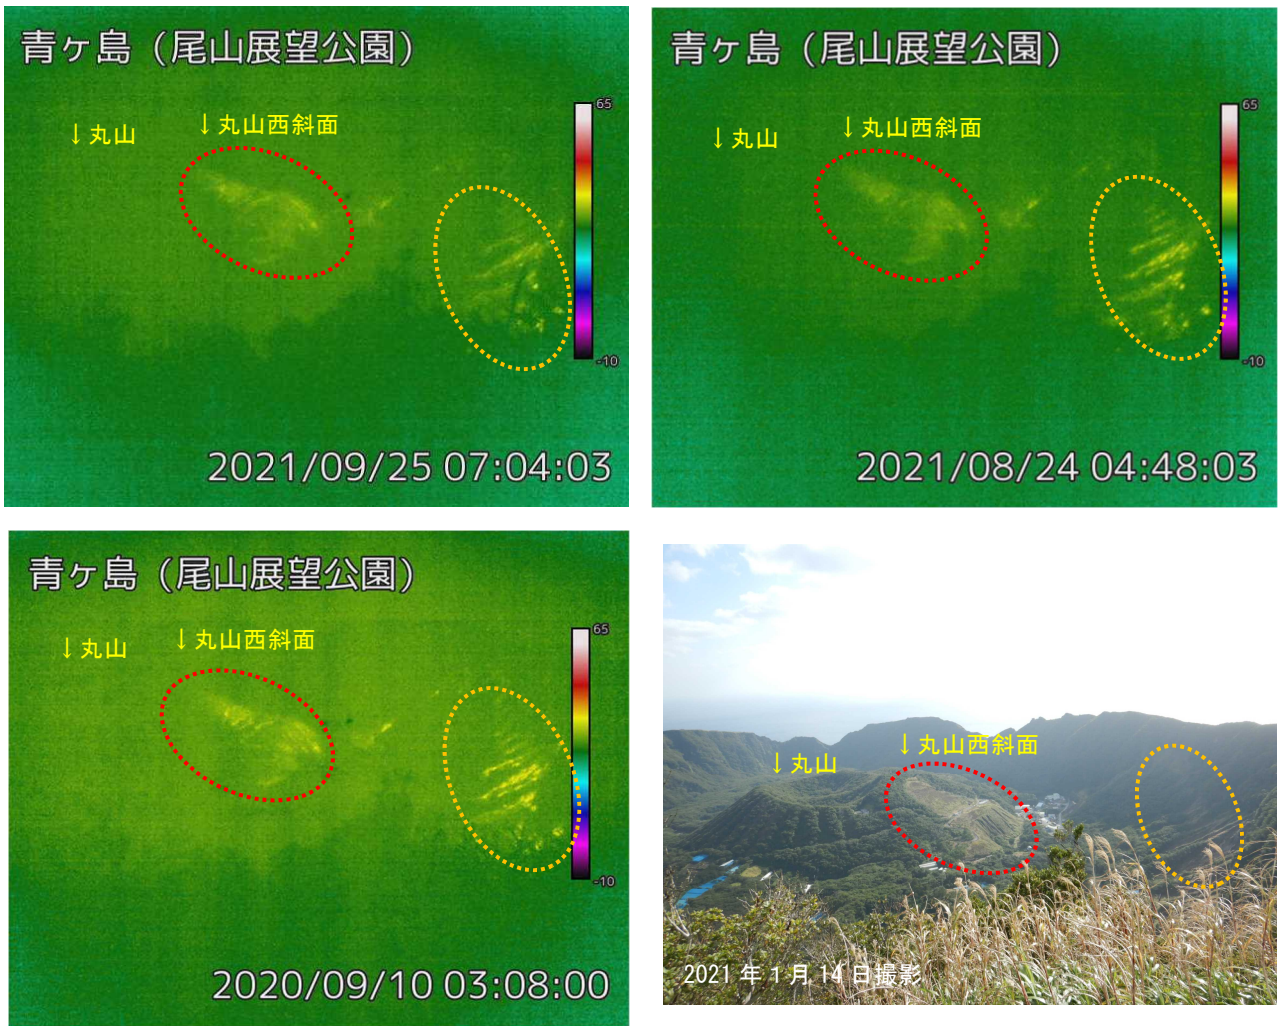 青ヶ島（尾山展望公園）
↓丸山
↓丸山西斜面
65
-10
2021/09/25 07:04:03
青ヶ島（尾山展望公園）
↓丸山
↓丸山西斜面
65
-10
2021/08/24 04:48:03
青ヶ島（尾山展望公園）
↓丸山
↓丸山西斜面
65
-10
2020/09/10 03:08:00
↓丸山西斜面
↓丸山
2021年1月14日撮影